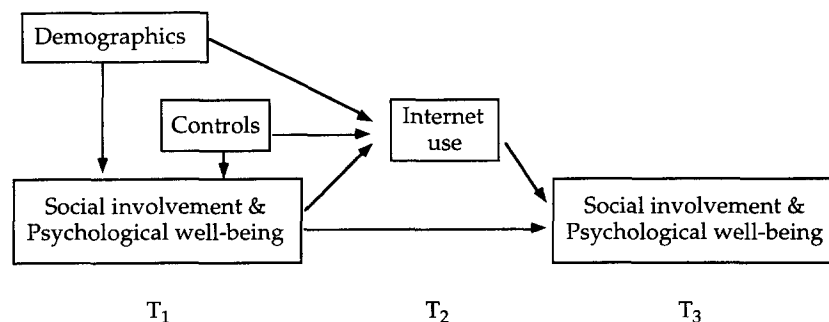 Demographics
Controls
Internet
use
Social involvement &
Psychological well-being
Social involvement &
Psychological well-being
T₁
T₂
T₃